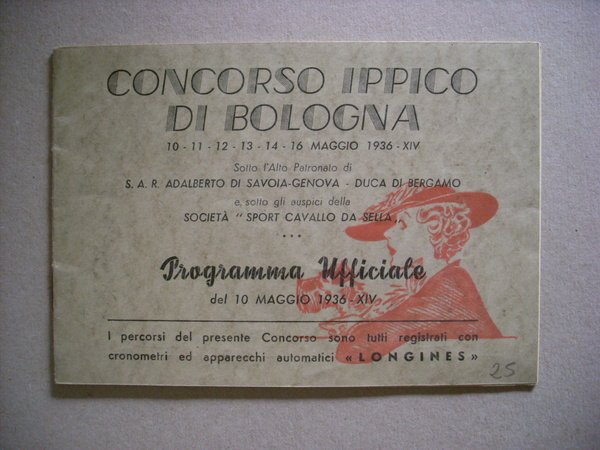 CONCORSO IPPICO
DI BOLOGNA
10 - 11 - 12 - 13 - 14 - 16 MAGGIO 1936 - XIV
Sotto l'Alto Patronato di
S. A. R. ADALBERTO DI SAVOIA-GENOVA - DUCA DI BERGAMO
e, sotto gli auspici della
SOCIETÀ "SPORT CAVALLO DA SELLA„
• • •
Programma Ufficiale
del 10 MAGGIO 1936 - XIV
I percorsi del presente Concorso sono tutti registrati con
cronometri ed apparecchi automatici «LONGINES»
25